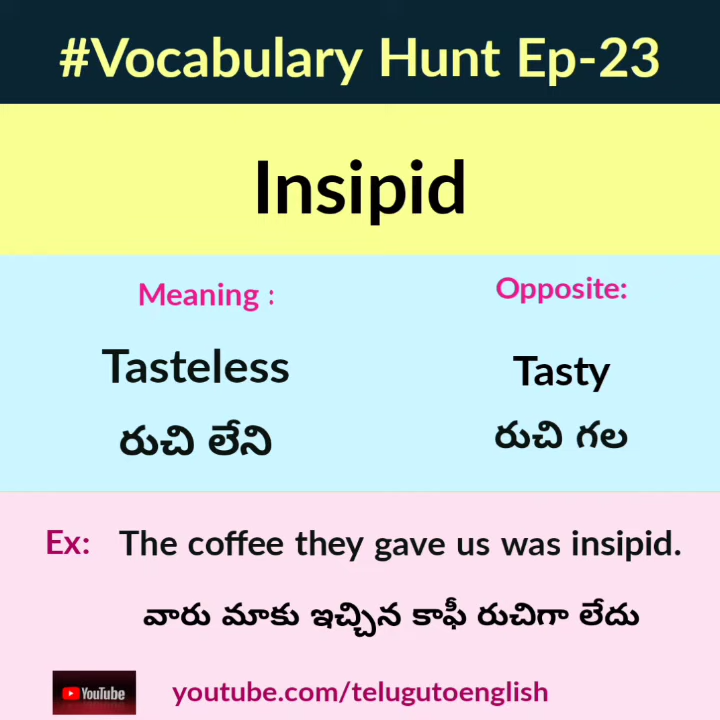 #Vocabulary Hunt Ep-23
Insipid
Meaning :
Tasteless
రుచి లేని
Opposite:
Tasty
రుచి గల
Ex: The coffee they gave us was insipid.
వారు మాకు ఇచ్చిన కాఫీ రుచిగా లేదు
YouTube
youtube.com/telugutoenglish